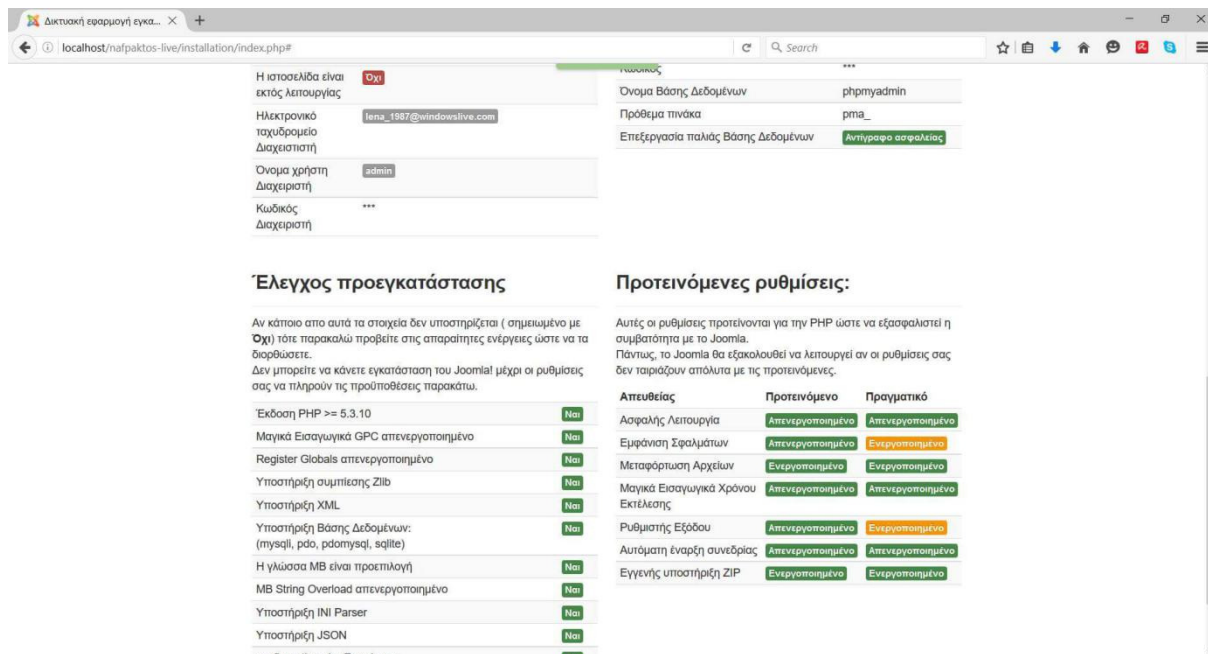 Δικτυακή εφαρμογή εγκα...
localhost/nafpaktos-live/installation/index.php#
Search
Η ιστοσελίδα είναι
εκτός λειτουργίας
Όχι
Ηλεκτρονικό
ταχυδρομείο
Διαχειστιστή
lena_1987@windowslive.com
Όνομα χρήστη
Διαχειριστή
admin
Κωδικός
Διαχειριστή
***
Κωδικός
***
Όνομα Βάσης Δεδομένων
phpmyadmin
Πρόθεμα πινάκα
pma_
Επεξεργασία παλιάς Βάσης Δεδομένων
Αντίγραφο ασφαλείας
Έλεγχος προεγκατάστασης
Αν κάποιο απο αυτά τα στοιχεία δεν υποστηρίζεται ( σημειωμένο με
Όχι) τότε παρακαλώ προβείτε στις απαραίτητες ενέργειες ώστε να τα
διορθώσετε.
Δεν μπορείτε να κάνετε εγκατάσταση του Joomla! μέχρι οι ρυθμίσεις
σας να πληρούν τις προϋποθέσεις παρακάτω.
Έκδοση PHP >= 5.3.10 Ναι
Μαγικά Εισαγωγικά GPC απενεργοποιημένο Ναι
Register Globals απενεργοποιημένο Ναι
Υποστήριξη συμπίεσης Zlib Ναι
Υποστήριξη XML Ναι
Υποστήριξη Βάσης Δεδομένων: Ναι
(mysqli, pdo, pdomysql, sqlite)
Η γλώσσα MB είναι προεπιλογή Ναι
MB String Overload απενεργοποιημένο Ναι
Υποστήριξη INI Parser Ναι
Υποστήριξη JSON Ναι
Προτεινόμενες ρυθμίσεις:
Αυτές οι ρυθμίσεις προτείνονται για την PHP ώστε να εξασφαλιστεί η
συμβατότητα με το Joomla.
Πάντως, το Joomla θα εξακολουθεί να λειτουργεί αν οι ρυθμίσεις σας
δεν ταιριάζουν απόλυτα με τις προτεινόμενες.
Απευθείας Προτεινόμενο Πραγματικό
Ασφαλής Λειτουργία Απενεργοποιημένο Απενεργοποιημένο
Εμφάνιση Σφαλμάτων Απενεργοποιημένο Ενεργοποιημένο
Μεταφόρτωση Αρχείων Ενεργοποιημένο Ενεργοποιημένο
Μαγικά Εισαγωγικά Χρόνου Απενεργοποιημένο Απενεργοποιημένο
Εκτέλεσης
Ρυθμιστής Εξόδου Απενεργοποιημένο Ενεργοποιημένο
Αυτόματη έναρξη συνεδρίας Απενεργοποιημένο Απενεργοποιημένο
Εγγενής υποστήριξη ZIP Ενεργοποιημένο Ενεργοποιημένο